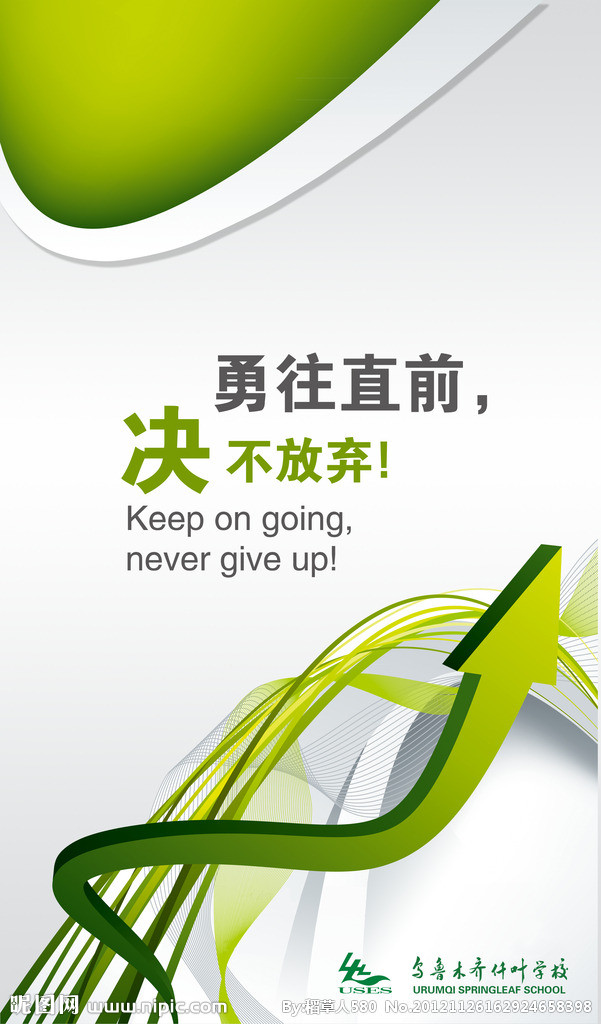 勇往直前，
决不放弃!
Keep on going,
never give up!
USES
乌鲁木齐仟叶学校
URUMQI SPRINGLEAF SCHOOL
昵图网 www.nipic.com
By:稻草人580 No.20121126162924658398